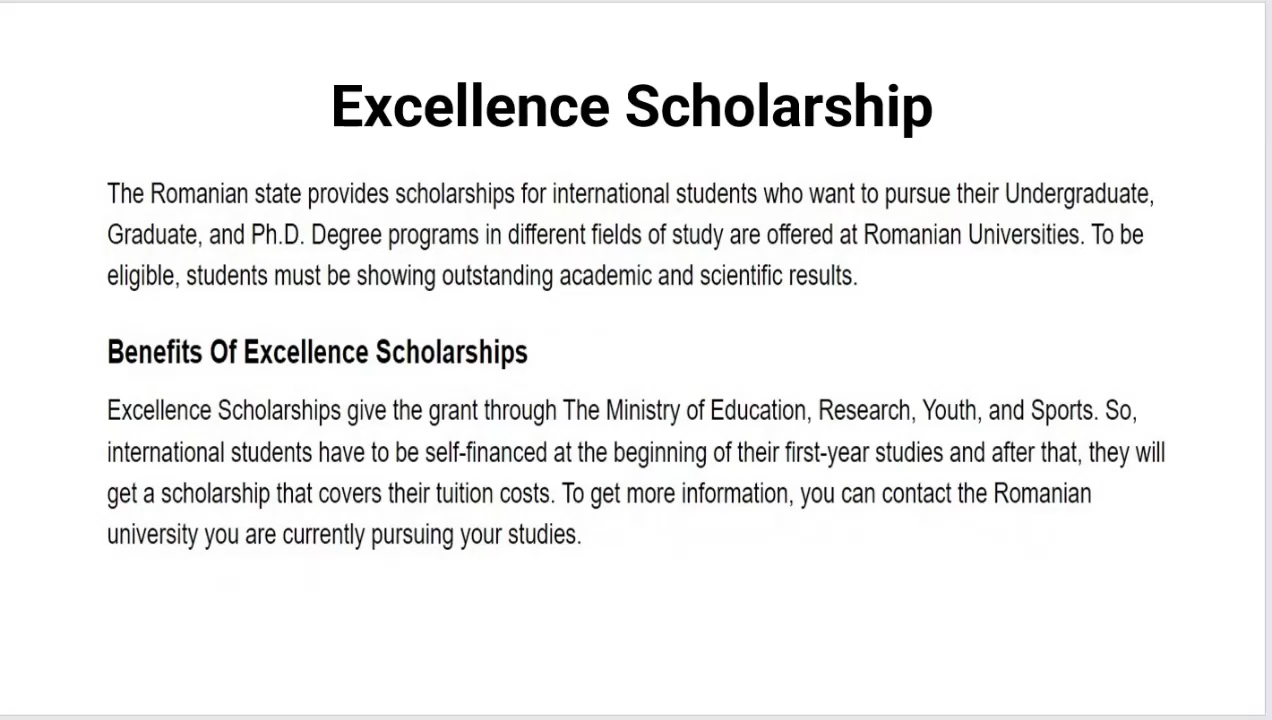 Excellence Scholarship
The Romanian state provides scholarships for international students who want to pursue their Undergraduate,
Graduate, and Ph.D. Degree programs in different fields of study are offered at Romanian Universities. To be
eligible, students must be showing outstanding academic and scientific results.
Benefits Of Excellence Scholarships
Excellence Scholarships give the grant through The Ministry of Education, Research, Youth, and Sports. So,
international students have to be self-financed at the beginning of their first-year studies and after that, they will
get a scholarship that covers their tuition costs. To get more information, you can contact the Romanian
university you are currently pursuing your studies.